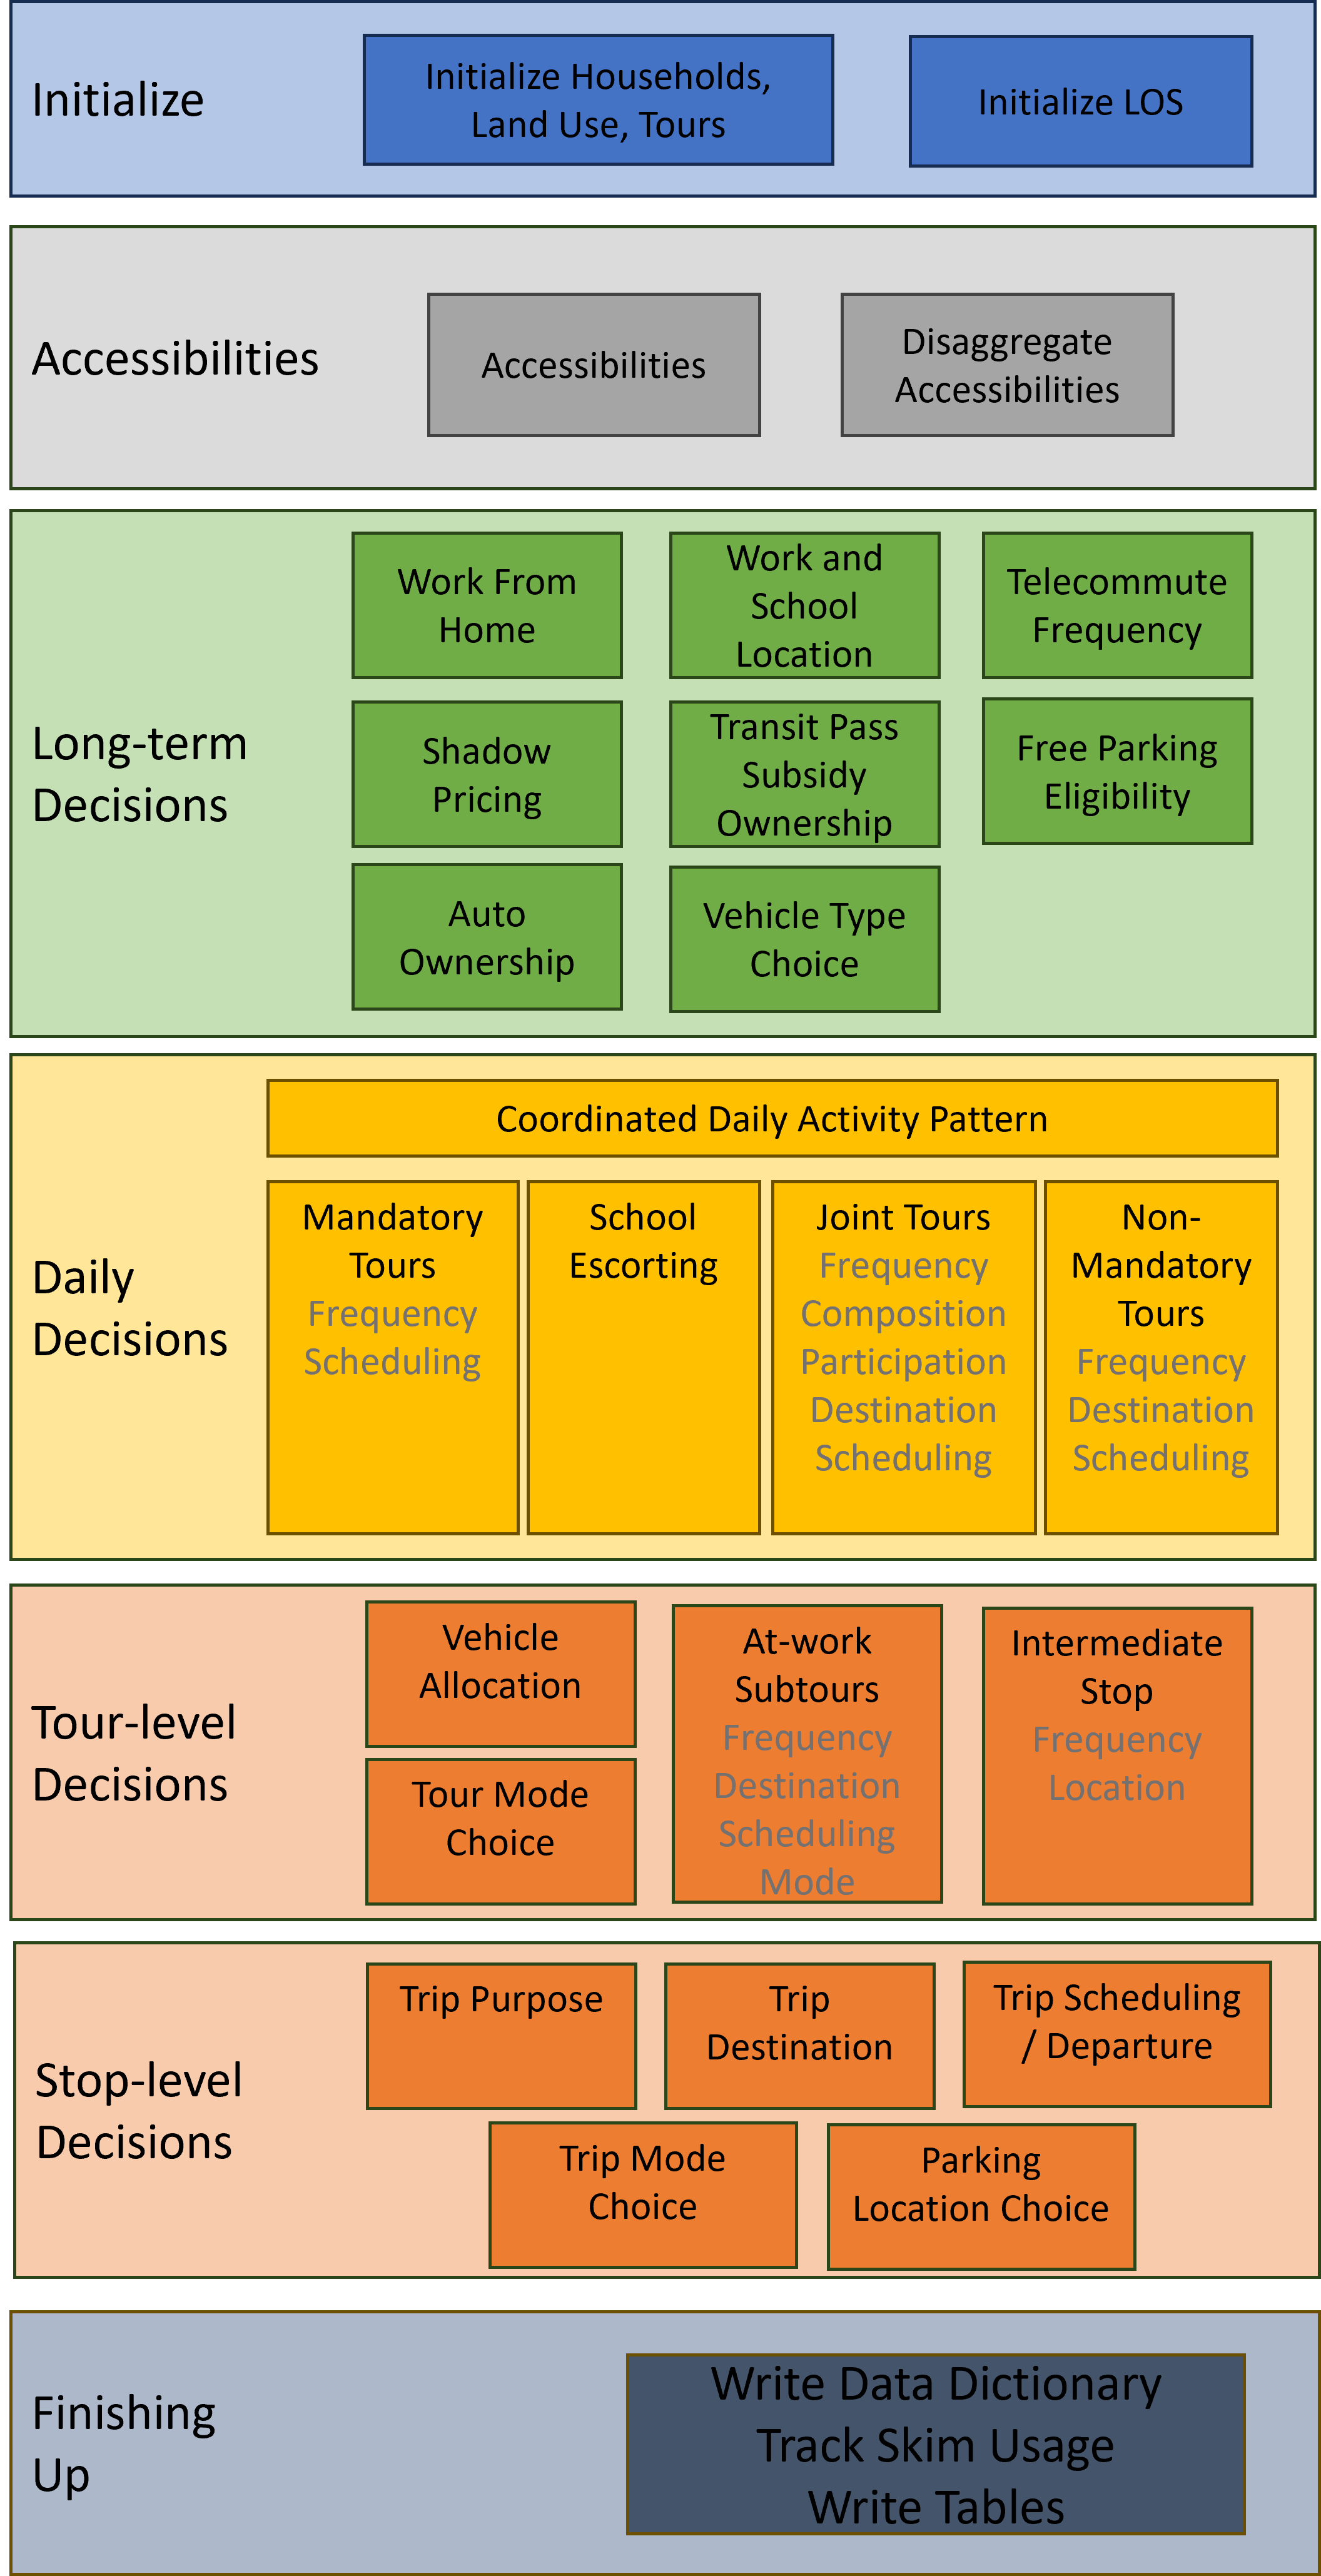 Initialize
Initialize Households,
Land Use, Tours
Initialize LOS
Accessibilities
Accessibilities
Disaggregate
Accessibilities
Long-term
Decisions
Work From
Home
Work and
School
Location
Telecommute
Frequency
Shadow
Pricing
Transit Pass
Subsidy
Ownership
Free Parking
Eligibility
Auto
Ownership
Vehicle Type
Choice
Daily
Decisions
Coordinated Daily Activity Pattern
Mandatory
Tours
Frequency
Scheduling
School
Escorting
Joint Tours
Frequency
Composition
Participation
Destination
Scheduling
Non-
Mandatory
Tours
Frequency
Destination
Scheduling
Tour-level
Decisions
Vehicle
Allocation
Tour Mode
Choice
At-work
Subtours
Frequency
Destination
Scheduling
Mode
Intermediate
Stop
Frequency
Location
Stop-level
Decisions
Trip Purpose
Trip
Destination
Trip Scheduling
/ Departure
Trip Mode
Choice
Parking
Location Choice
Finishing
Up
Write Data Dictionary
Track Skim Usage
Write Tables